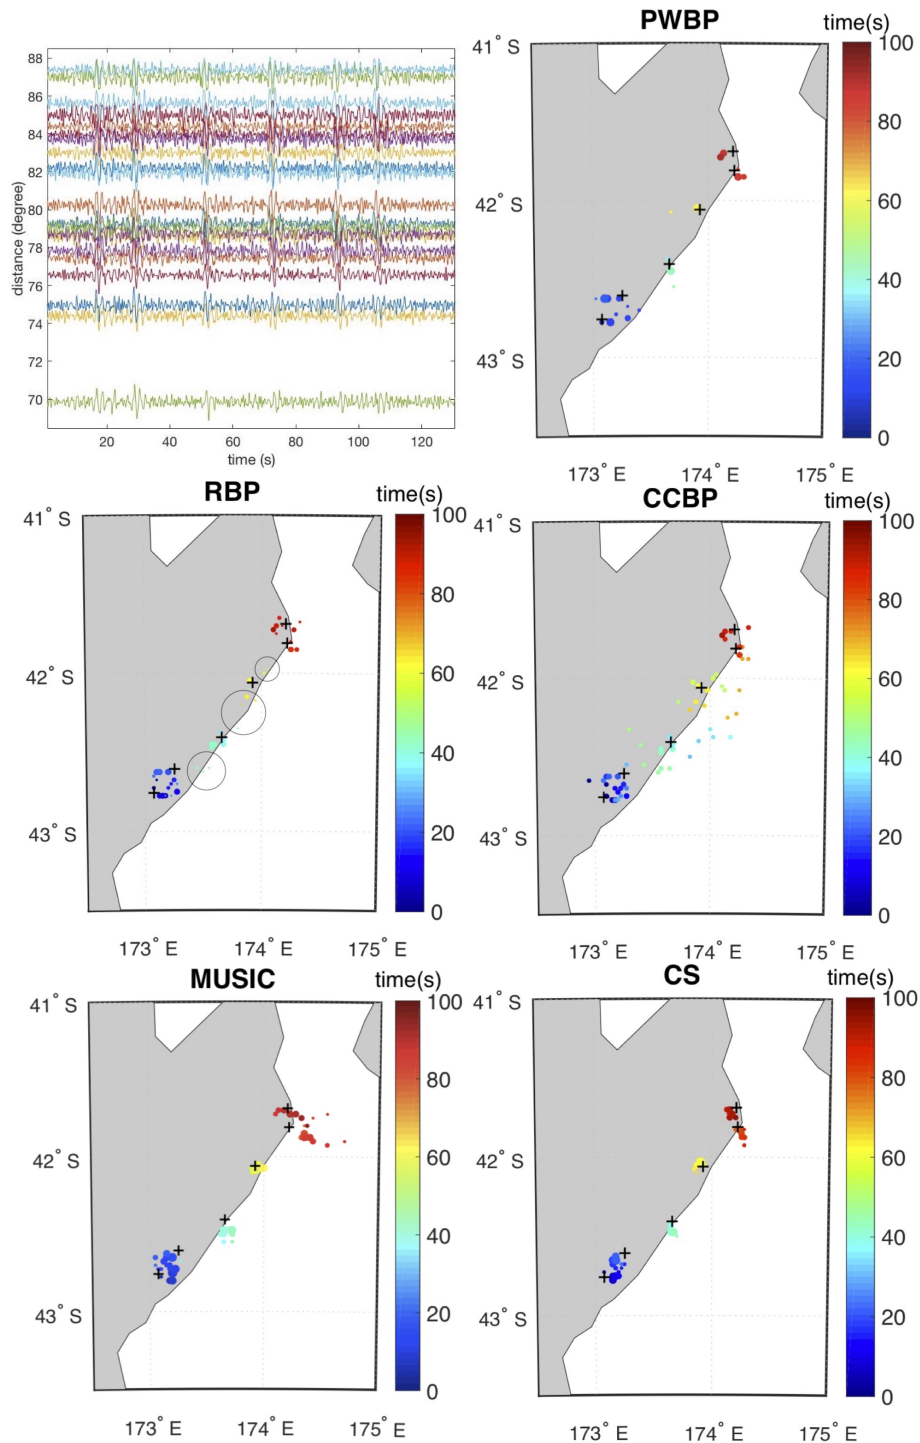 88
86
84
82
80
78
76
74
72
70
distance (degree)
20 40 60 80 100 120
time (s)
PWBP
time(s)
41° S
42° S
43° S
173° E 174° E 175° E
100
80
60
40
20
0
RBP
time(s)
41° S
42° S
43° S
173° E 174° E 175° E
100
80
60
40
20
0
CCBP
time(s)
41° S
42° S
43° S
173° E 174° E 175° E
100
80
60
40
20
0
MUSIC
time(s)
41° S
42° S
43° S
173° E 174° E 175° E
100
80
60
40
20
0
CS
time(s)
41° S
42° S
43° S
173° E 174° E 175° E
100
80
60
40
20
0